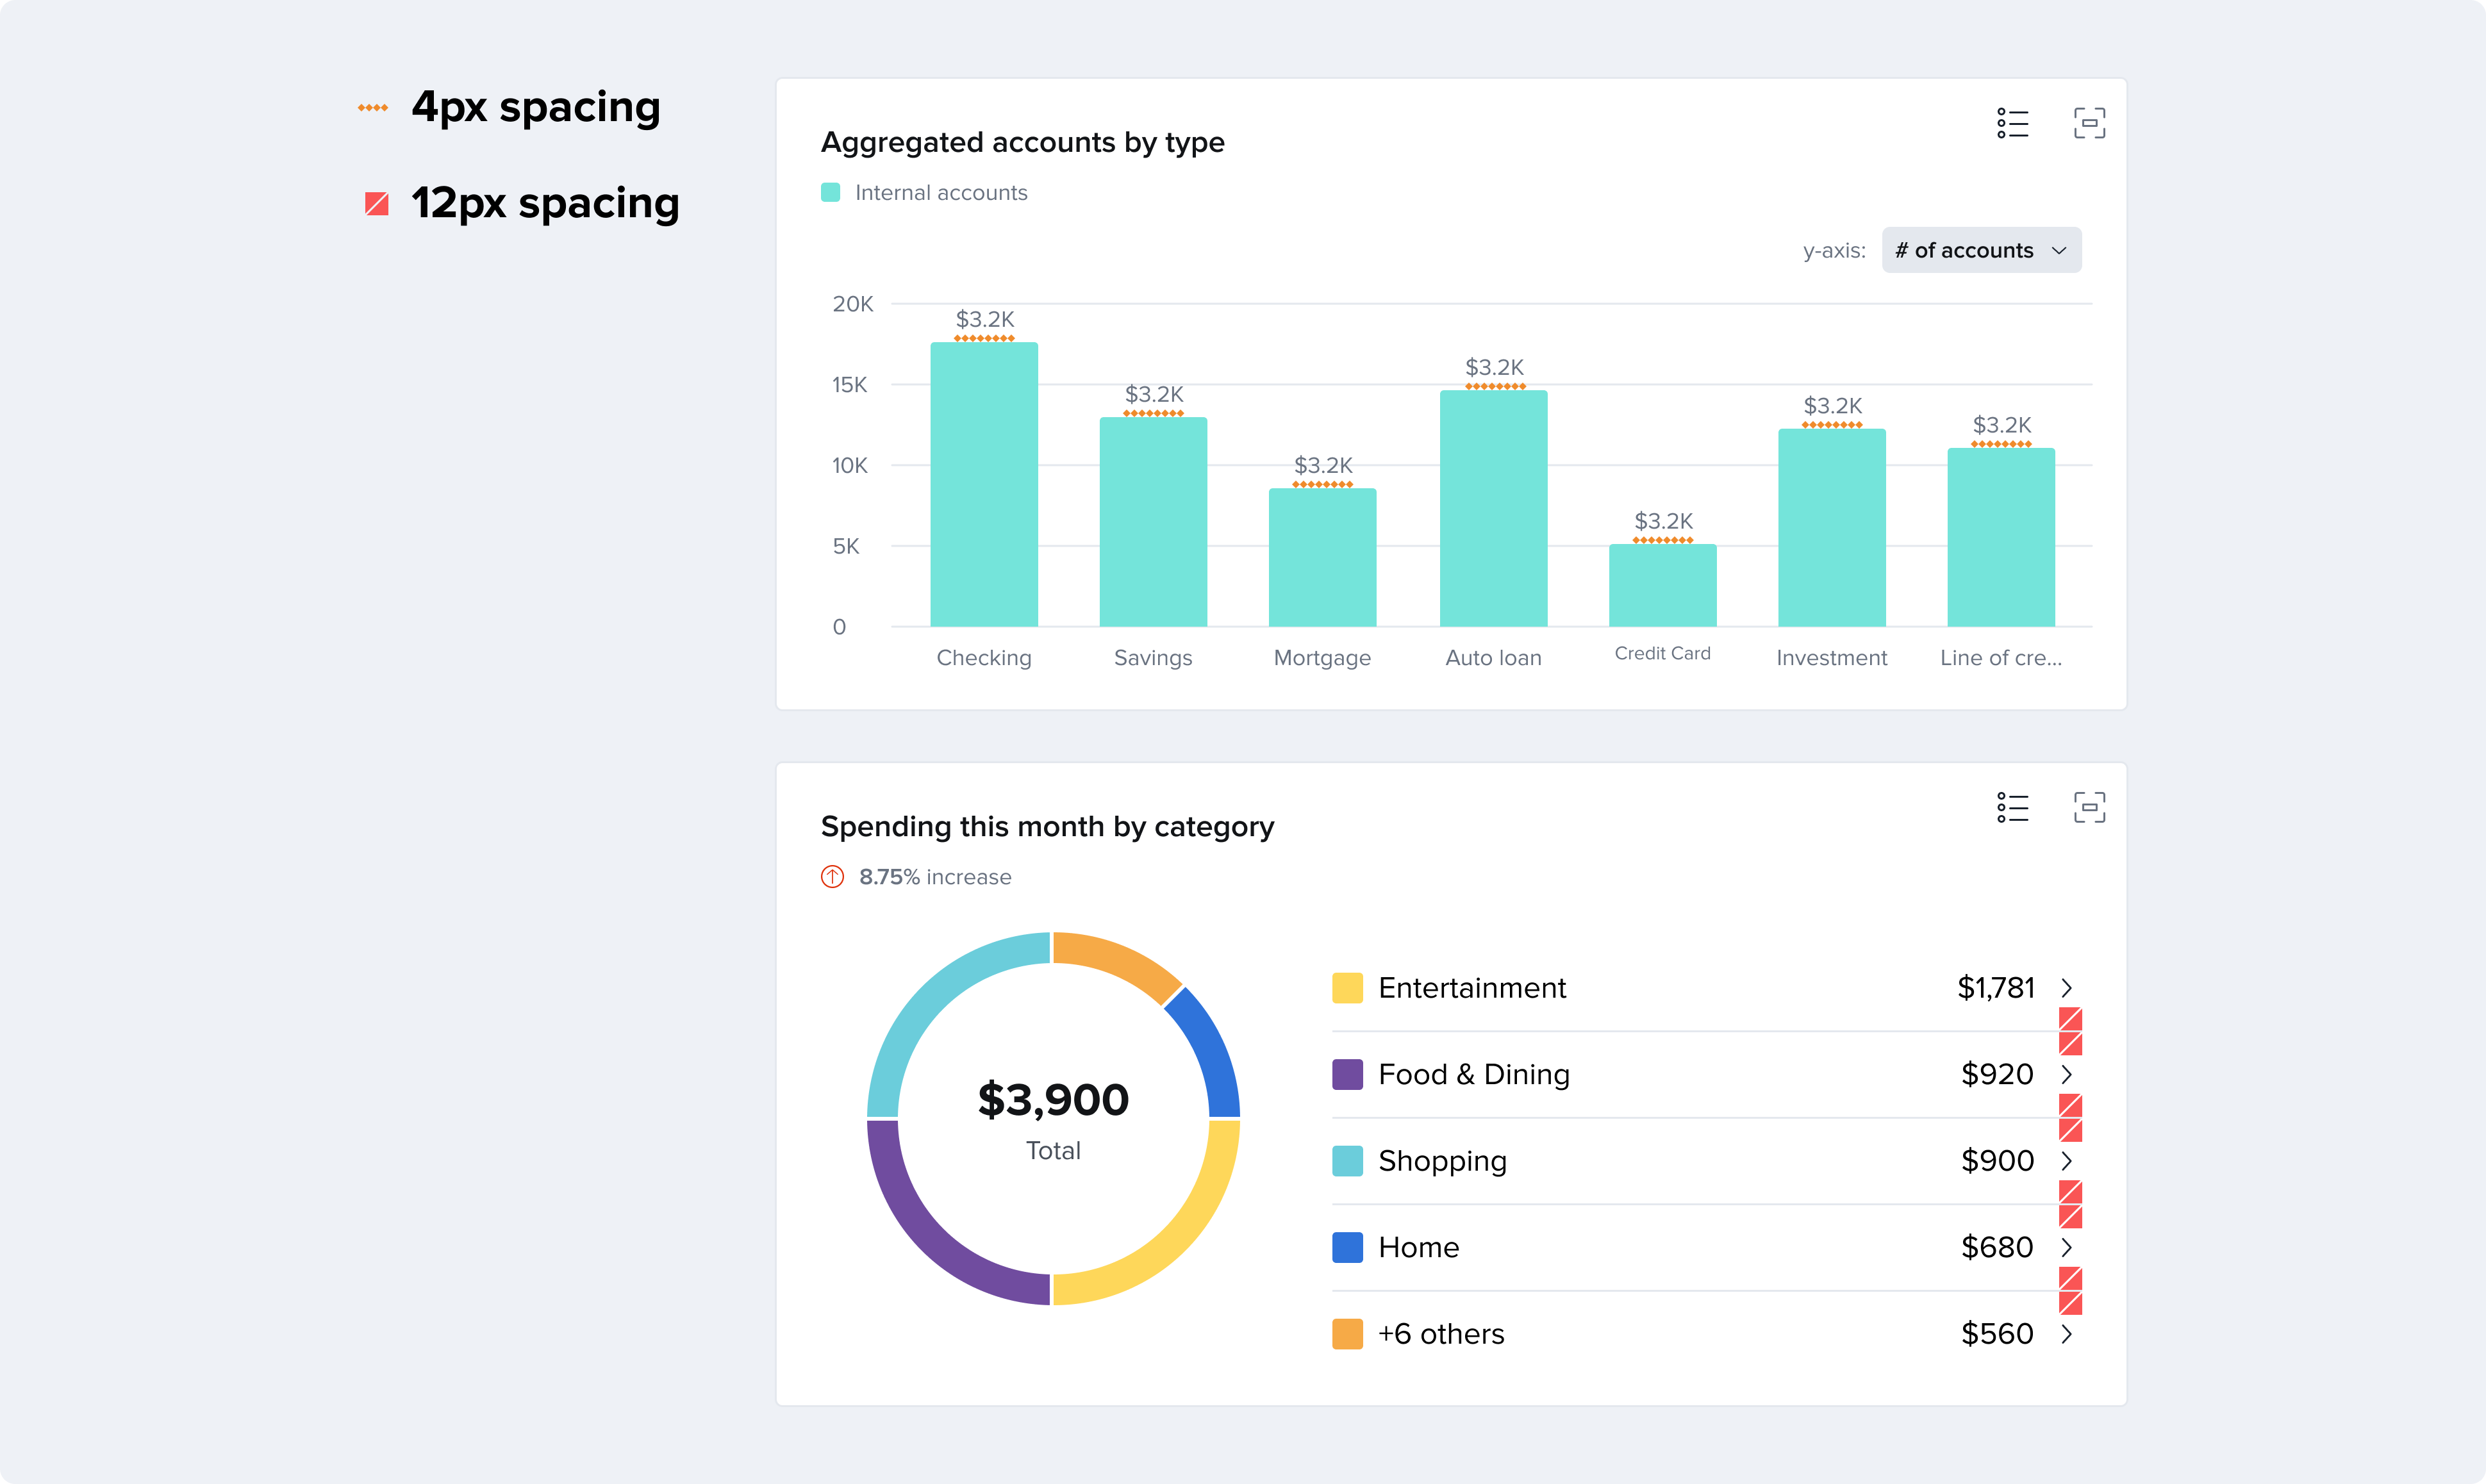 4px spacing
12px spacing
Aggregated accounts by type
Internal accounts
y-axis: # of accounts
20K
15K
10K
5K
0
$3.2K
$3.2K
$3.2K
$3.2K
$3.2K
$3.2K
$3.2K
Checking
Savings
Mortgage
Auto loan
Credit Card
Investment
Line of cre...
Spending this month by category
8.75% increase
$3,900
Total
Entertainment $1,781
Food & Dining $920
Shopping $900
Home $680
+6 others $560